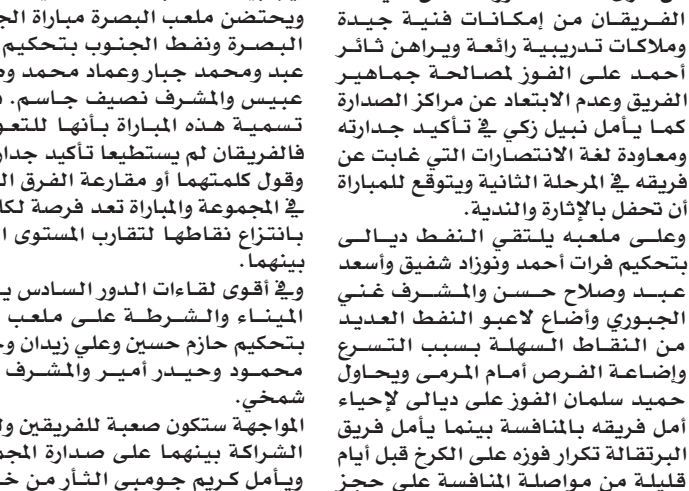 الفريقان من إمكانات فنية جيدة
وملاكات تدريبية رائعة ويراهن ثائر
أحمد على الفوز لمصالحة جماهير
الفريق وعدم الابتعاد عن مراكز الصدارة
كما يأمل نبيل زكي في تأكيد جدارته
ومعاودة لغة الانتصارات التي غابت عن
فريقه في المرحلة الثانية ويتوقع للمباراة
أن تحفل بالإثارة والندية.
وعلى ملعبه يلتقي النفط ديالى
بتحكيم فرات أحمد ونوزاد شفيق وأسعد
عبد وصلاح حسن والمشرف غني
الجبوري وأضاع لاعبو النفط العديد
من النقاط السهلة بسبب التسرع
وإضاعة الفرص أمام المرمى ويحاول
حميد سلمان الفوز على ديالى لإحياء
أمل فريقه بالمنافسة بينما يأمل فريق
البرتقالة تكرار فوزه على الكرخ قبل أيام
قليلة من مواصلة المنافسة على حجز
ويحتضن ملعب البصرة مباراة
البصرة ونفط الجنوب بتحكيم
عبد ومحمد جبار وعماد محمد
عبيس والمشرف نصيف جاسم.
تسمية هذه المباراة بأنها
فالفريقان لم يستطيعا تأكيد
وقول كلمتهما أو مقارعة الفرق
في المجموعة والمباراة تعد فرصة
بانتزاع نقاطها لتقارب المستوى
بينهما.
وفي أقوى لقاءات الدور السادس
الميناء والشرطة على ملعب
بتحكيم حازم حسين وعلي زيدان
محمود وحيدر أمير والمشرف
شمخي.
المواجهة ستكون صعبة للفريقين
الشراكة بينهما على صدارة
ويأمل كريم جومبي الثأر من